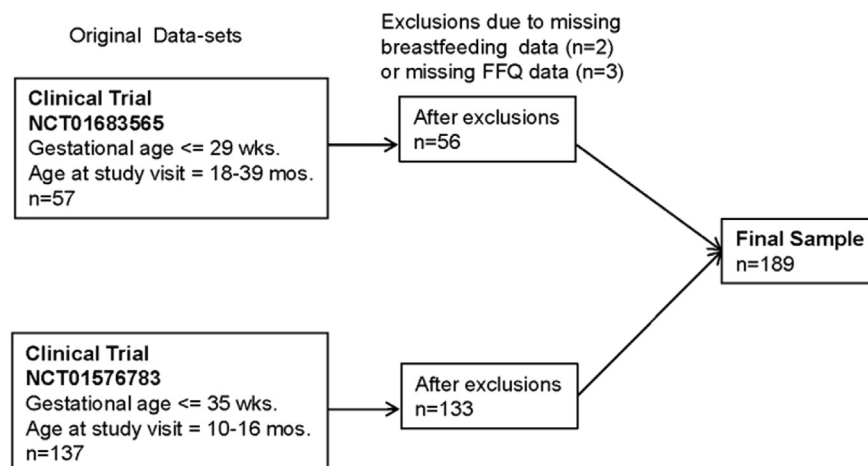 Original Data-sets
Exclusions due to missing
breastfeeding data (n=2)
or missing FFQ data (n=3)
Clinical Trial
NCT01683565
Gestational age <= 29 wks.
Age at study visit = 18-39 mos.
n=57
After exclusions
n=56
Final Sample
n=189
Clinical Trial
NCT01576783
Gestational age <= 35 wks.
Age at study visit = 10-16 mos.
n=137
After exclusions
n=133